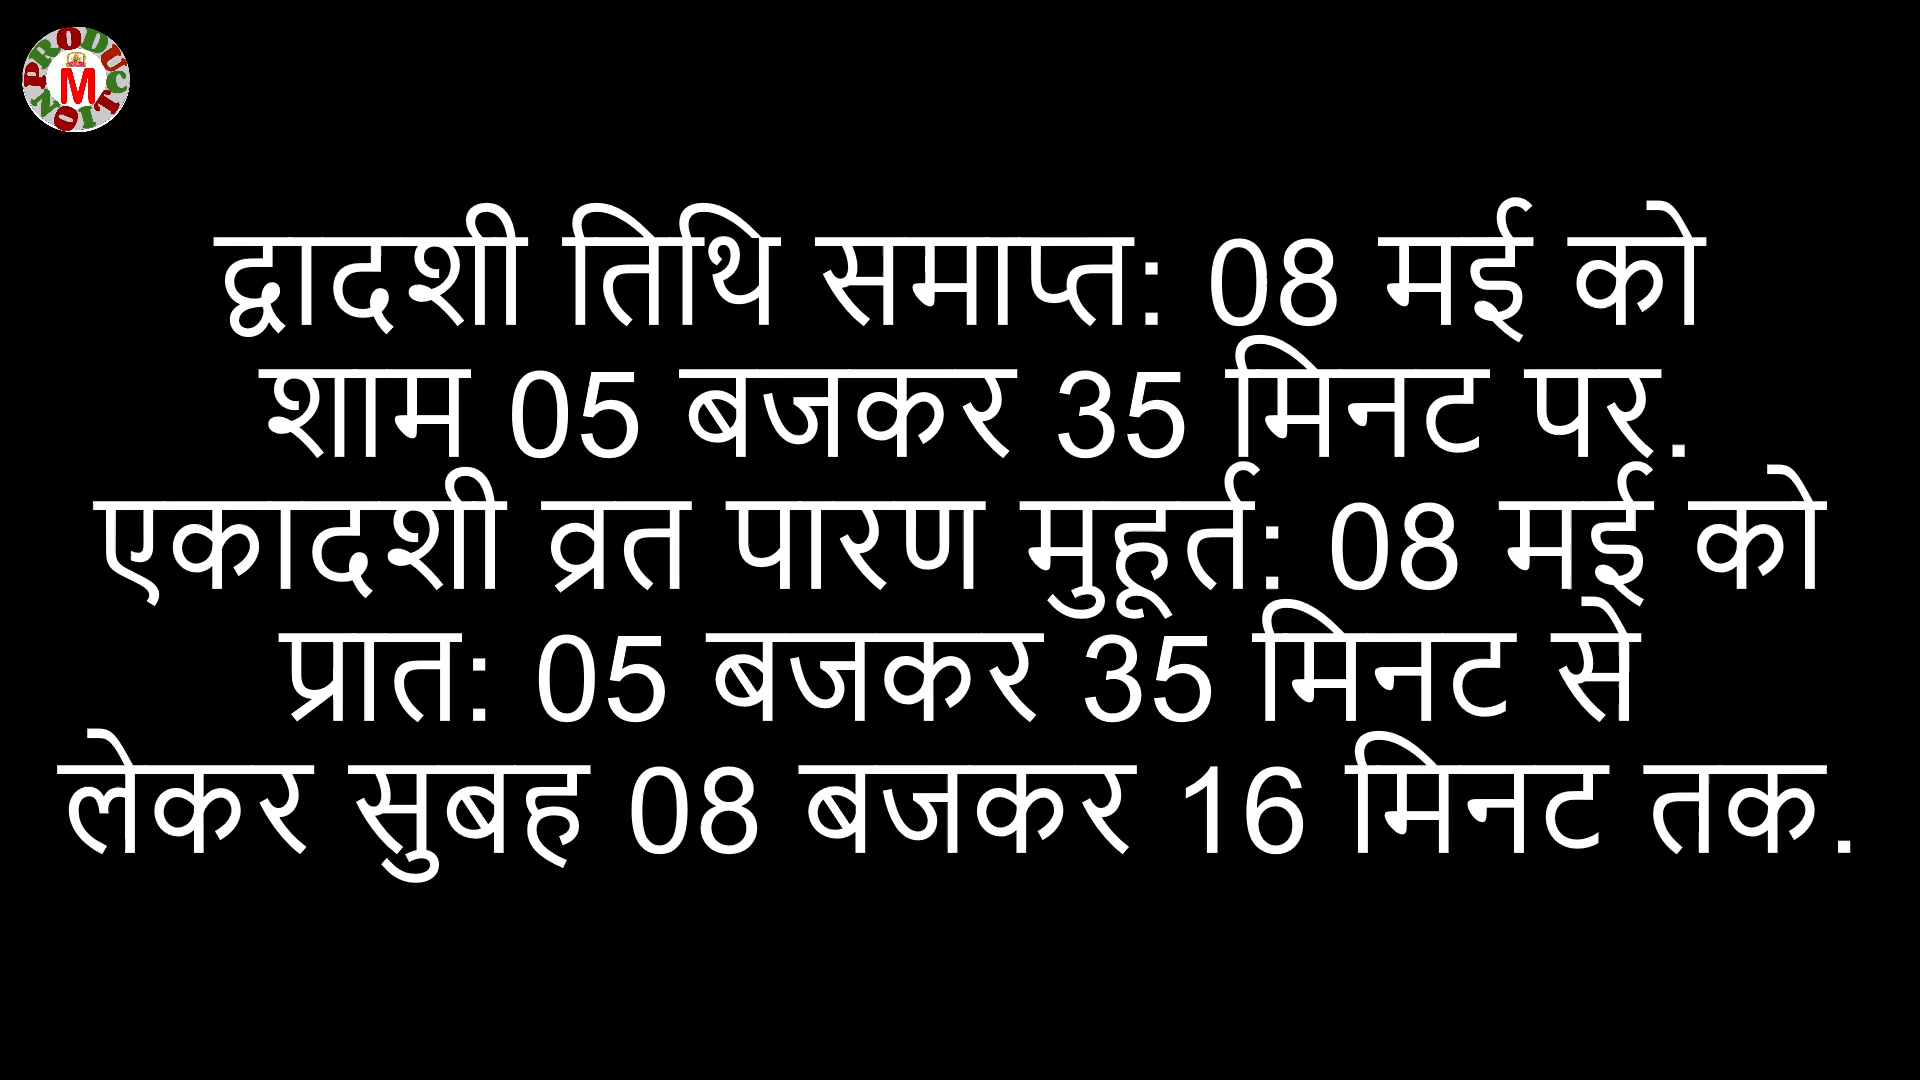 PRODUCTION
M
द्वादशी तिथि समाप्त: 08 मई को
शाम 05 बजकर 35 मिनट पर.
एकादशी व्रत पारण मुहूर्त: 08 मई को
प्रात: 05 बजकर 35 मिनट से
लेकर सुबह 08 बजकर 16 मिनट तक.